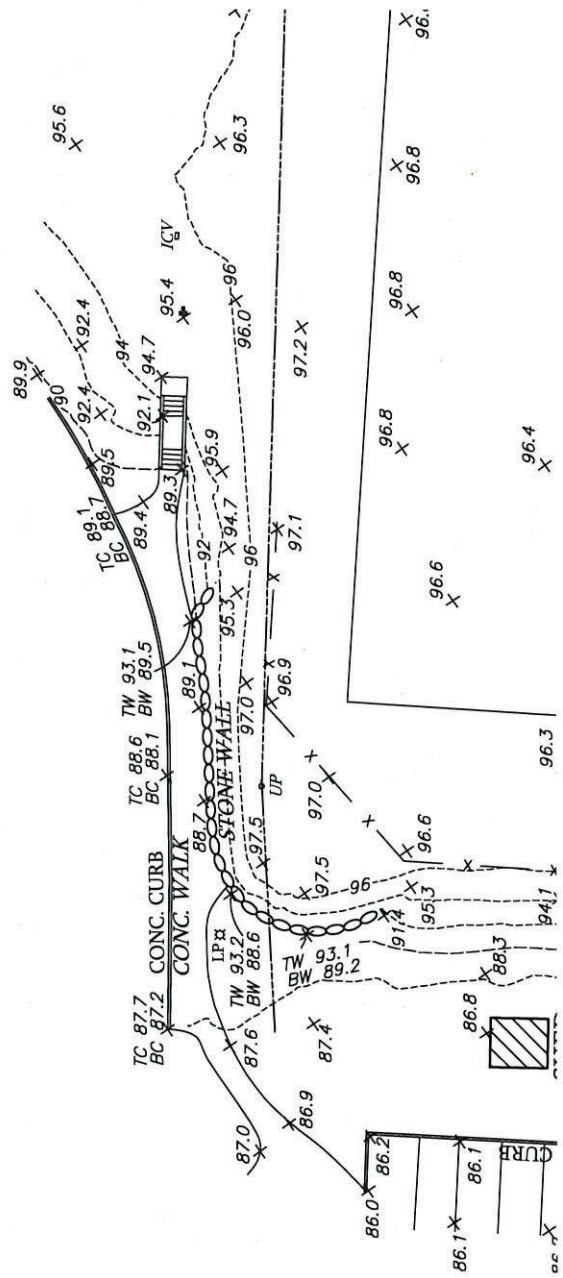 96.8
96.8
96.8
96.4
96.6
96.3
95.6
96.3
ICV
95.4
96
96.0
97.2
89.9
90
92.4
92.4
94
94.7
92.1
89.5
89.3
95.9
TC 89.1
BC 88.7
89.4
92
94.7
96
97.1
95.3
TW 93.1
BW 89.5
89.1
97.0
96.9
TC 88.6
BC 88.1
88.7
STONE WALL
UP
97.0
97.5
97.5
96.6
96
95.3
94.1
CONC. CURB
CONC. WALK
LP
TW 93.2
BW 88.6
TW 93.1
BW 89.2
91.4
88.3
TC 87.7
BC 87.2
87.6
87.4
86.8
87.0
86.9
86.0
86.2
86.1
86.1
CURB